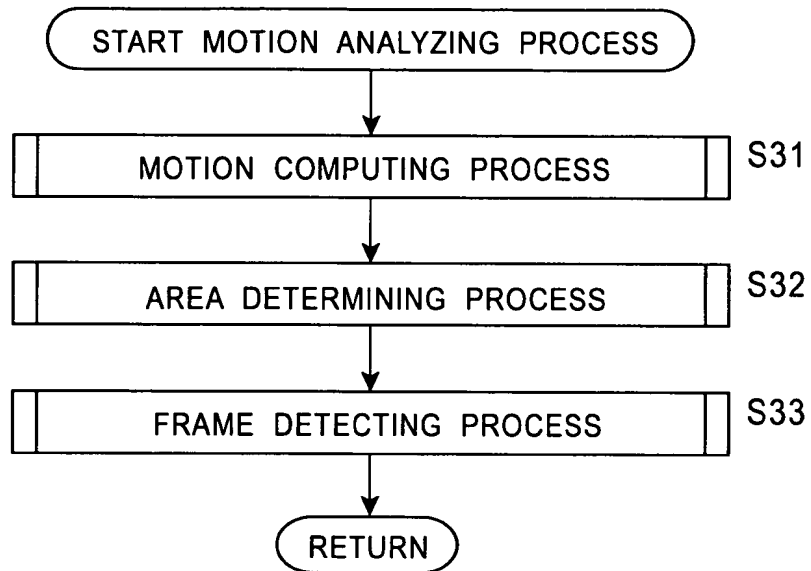 START MOTION ANALYZING PROCESS
MOTION COMPUTING PROCESS S31
AREA DETERMINING PROCESS S32
FRAME DETECTING PROCESS S33
RETURN